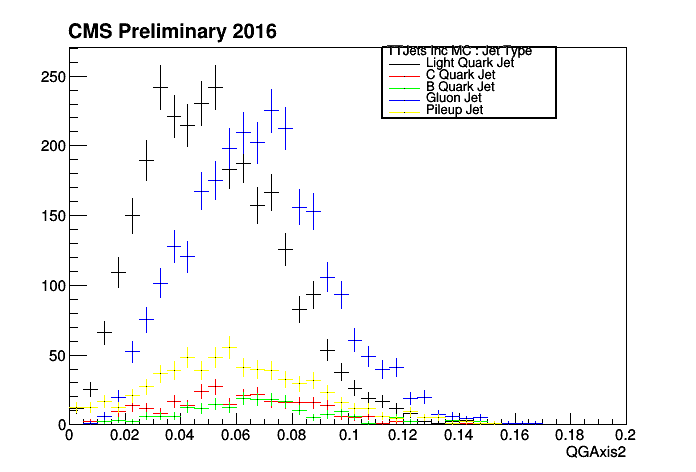 CMS Preliminary 2016
TTJets Inc MC : Jet Type
Light Quark Jet
C Quark Jet
B Quark Jet
Gluon Jet
Pileup Jet
250
200
150
100
50
0
0 0.02 0.04 0.06 0.08 0.1 0.12 0.14 0.16 0.18 0.2
QGAxis2